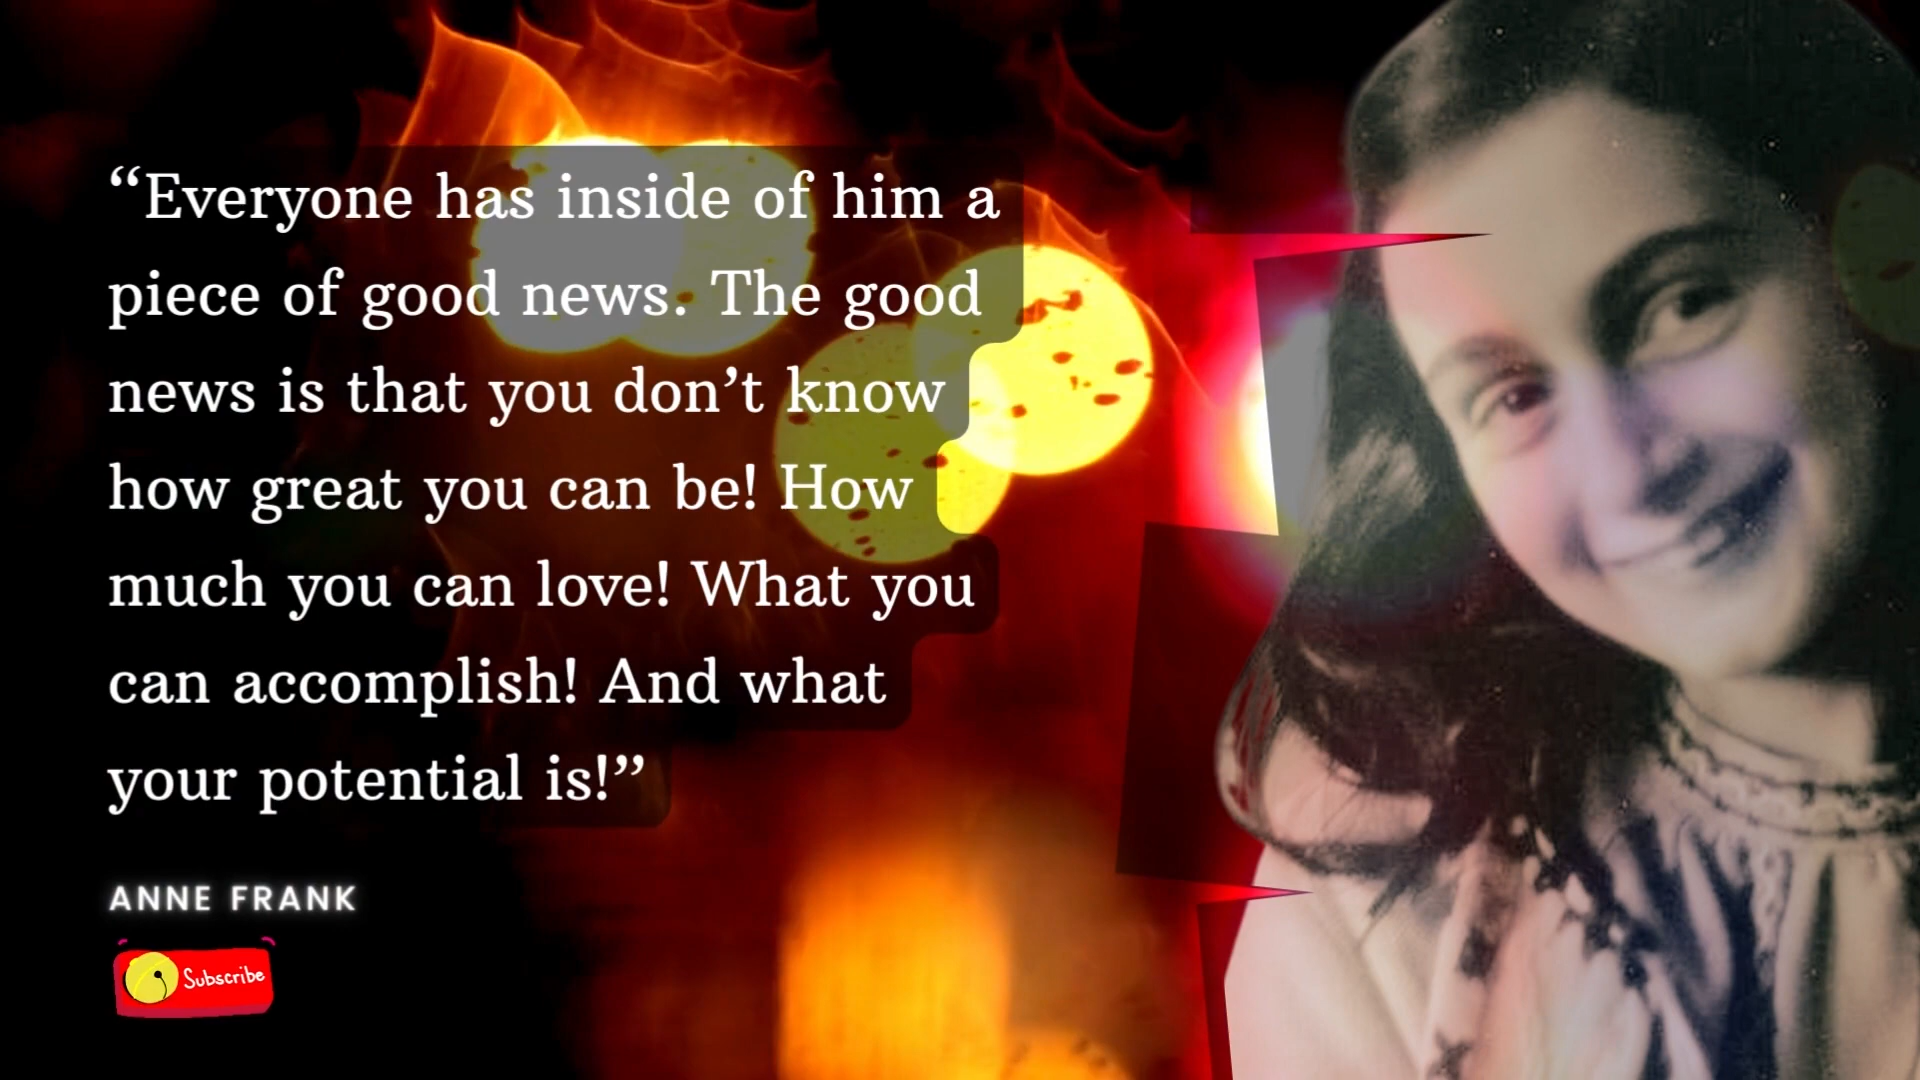 “Everyone has inside of him a
piece of good news. The good
news is that you don’t know
how great you can be! How
much you can love! What you
can accomplish! And what
your potential is!”
ANNE FRANK
Subscribe